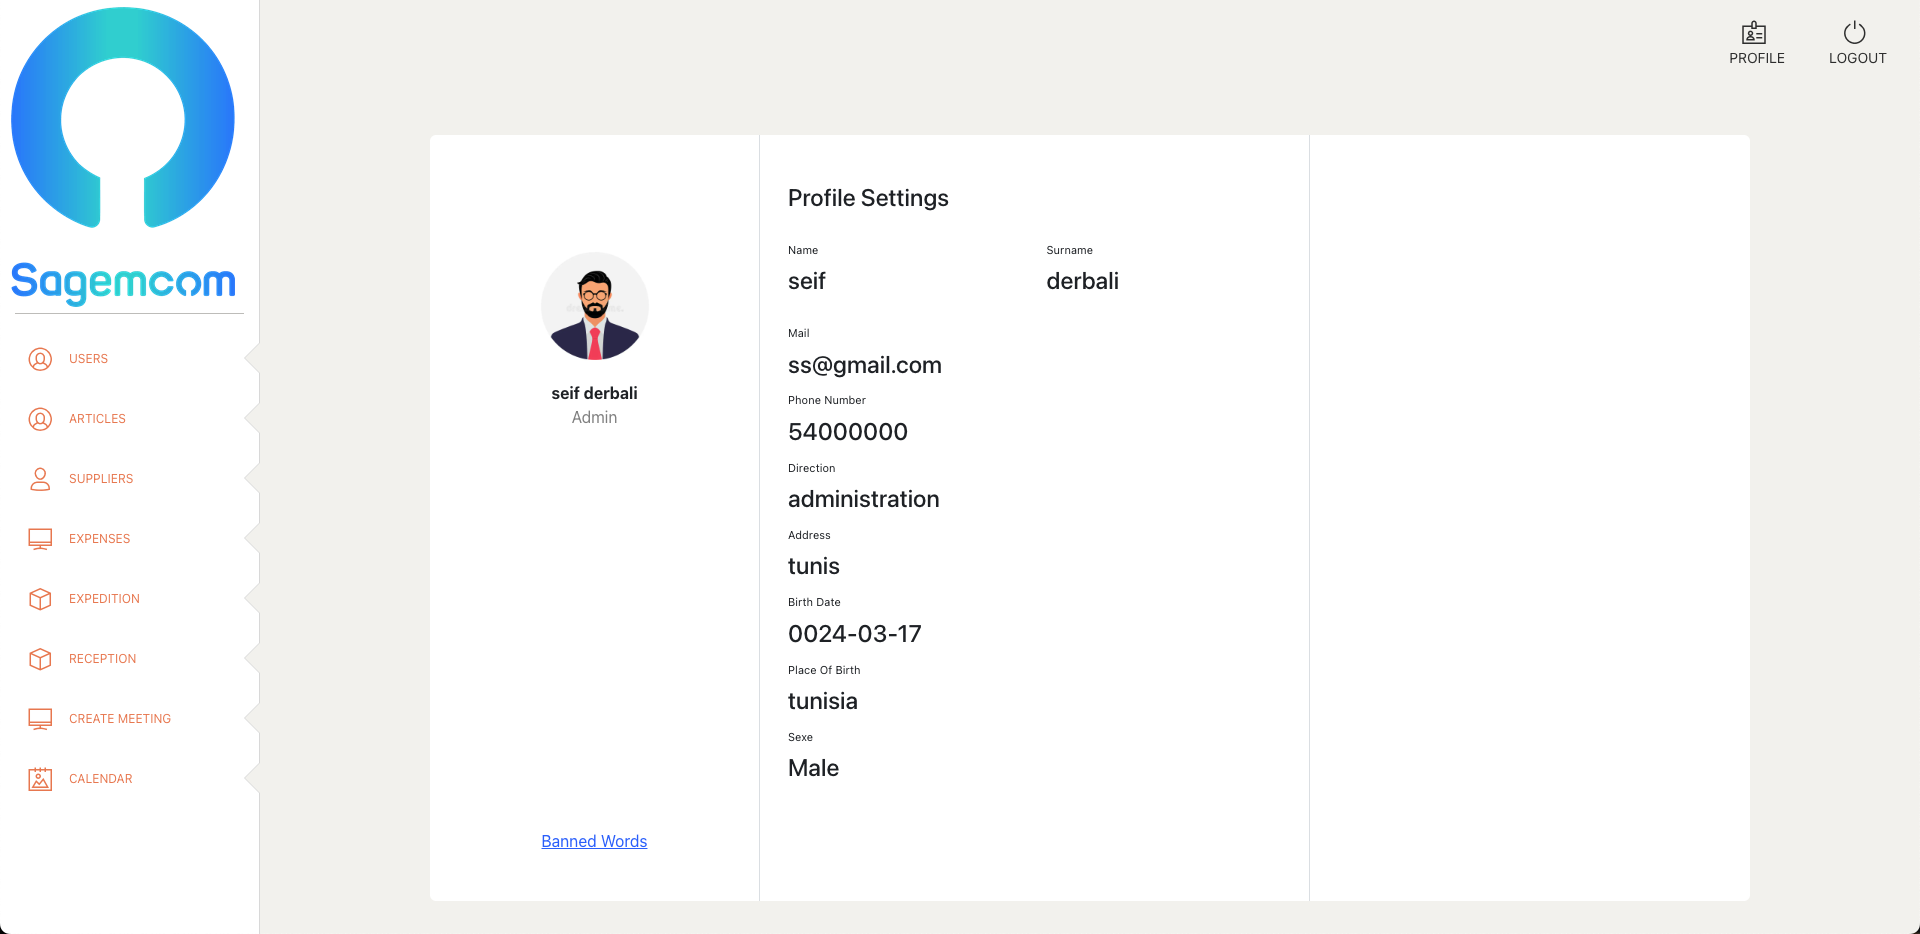 Sagemcom
USERS
ARTICLES
SUPPLIERS
EXPENSES
EXPEDITION
RECEPTION
CREATE MEETING
CALENDAR
PROFILE
LOGOUT
seif derbali
Admin
Banned Words
Profile Settings
Name
seif
Surname
derbali
Mail
ss@gmail.com
Phone Number
54000000
Direction
administration
Address
tunis
Birth Date
0024-03-17
Place Of Birth
tunisia
Sexe
Male